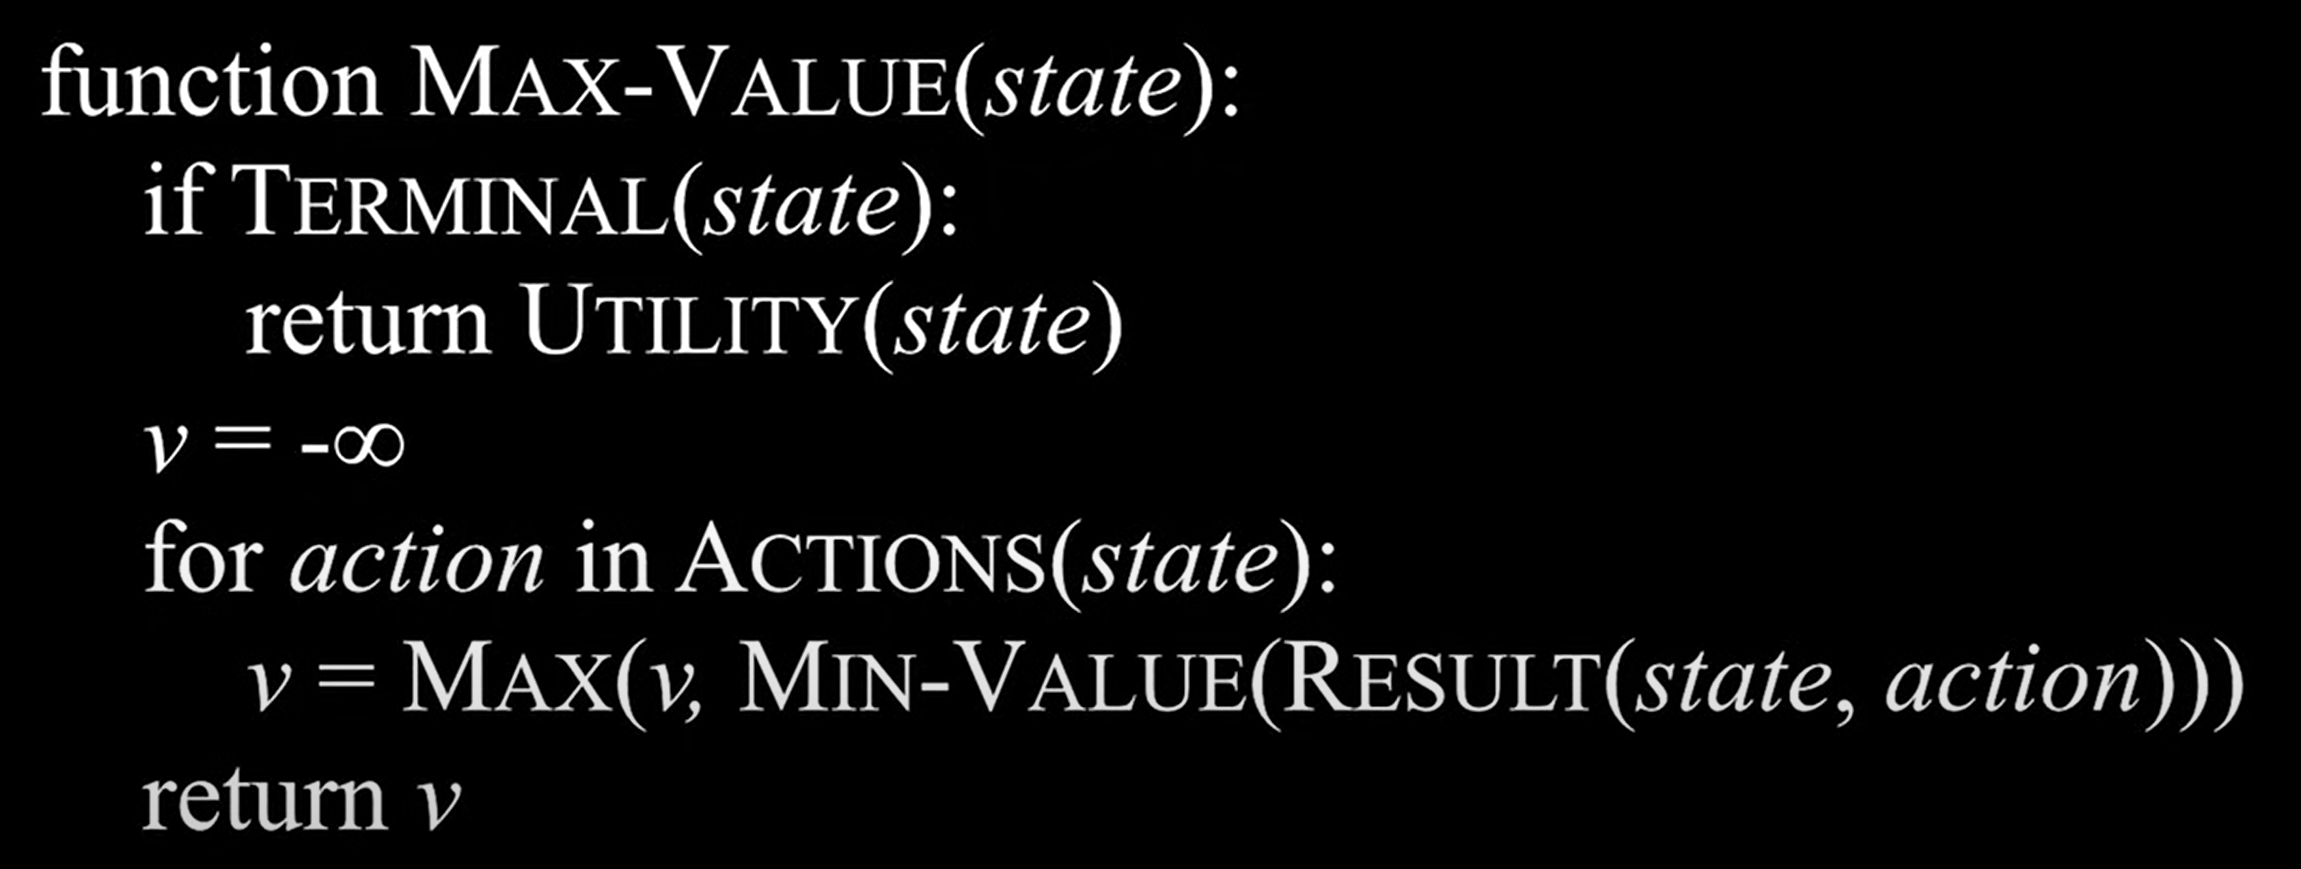 function MAX-VALUE(state):
if TERMINAL(state):
return UTILITY(state)
v = -∞
for action in ACTIONS(state):
v = MAX(v, MIN-VALUE(RESULT(state, action)))
return v